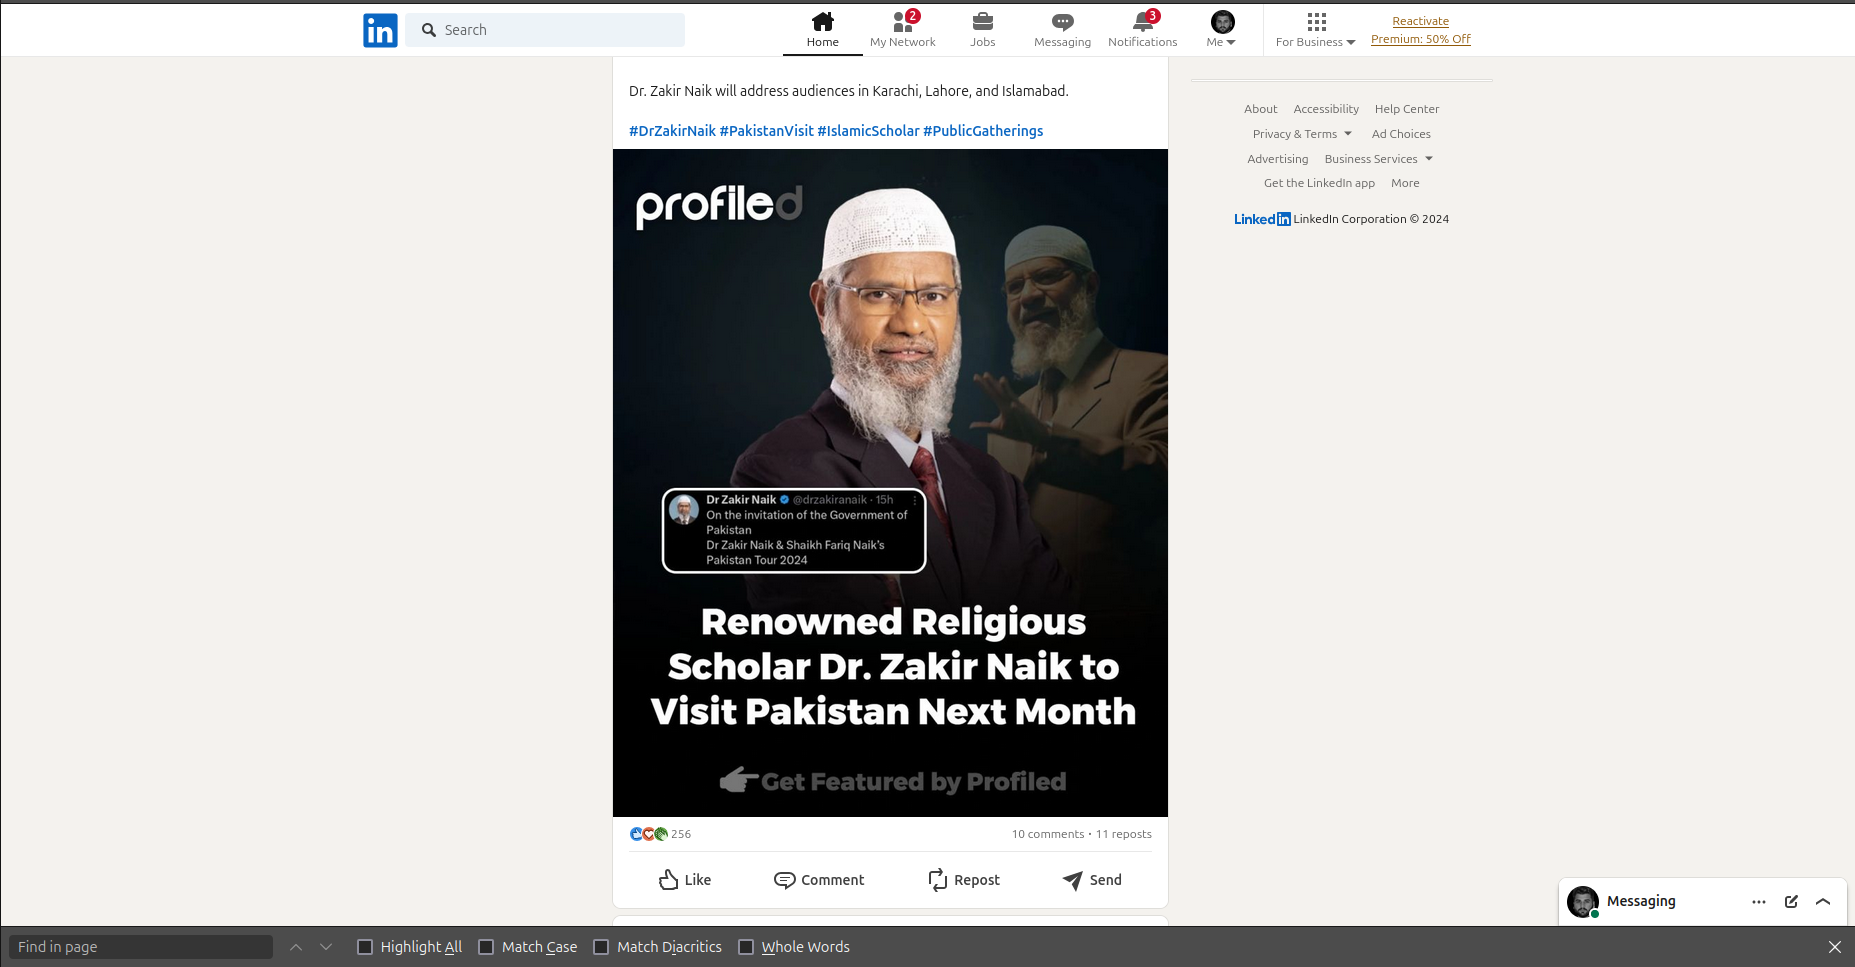 Search
Home
2
My Network
Jobs
Messaging
3
Notifications
Me
For Business
Reactivate
Premium: 50% Off
Dr. Zakir Naik will address audiences in Karachi, Lahore, and Islamabad.
#DrZakirNaik #PakistanVisit #IslamicScholar #PublicGatherings
profiled
Dr Zakir Naik @drzakiranaik · 15h
On the invitation of the Government of
Pakistan
Dr Zakir Naik & Shaikh Fariq Naik's
Pakistan Tour 2024
Renowned Religious
Scholar Dr. Zakir Naik to
Visit Pakistan Next Month
Get Featured by Profiled
256
10 comments • 11 reposts
Like Comment Repost Send
About Accessibility Help Center
Privacy & Terms Ad Choices
Advertising Business Services
Get the LinkedIn app More
LinkedIn LinkedIn Corporation © 2024
Messaging
Find in page Highlight All Match Case Match Diacritics Whole Words